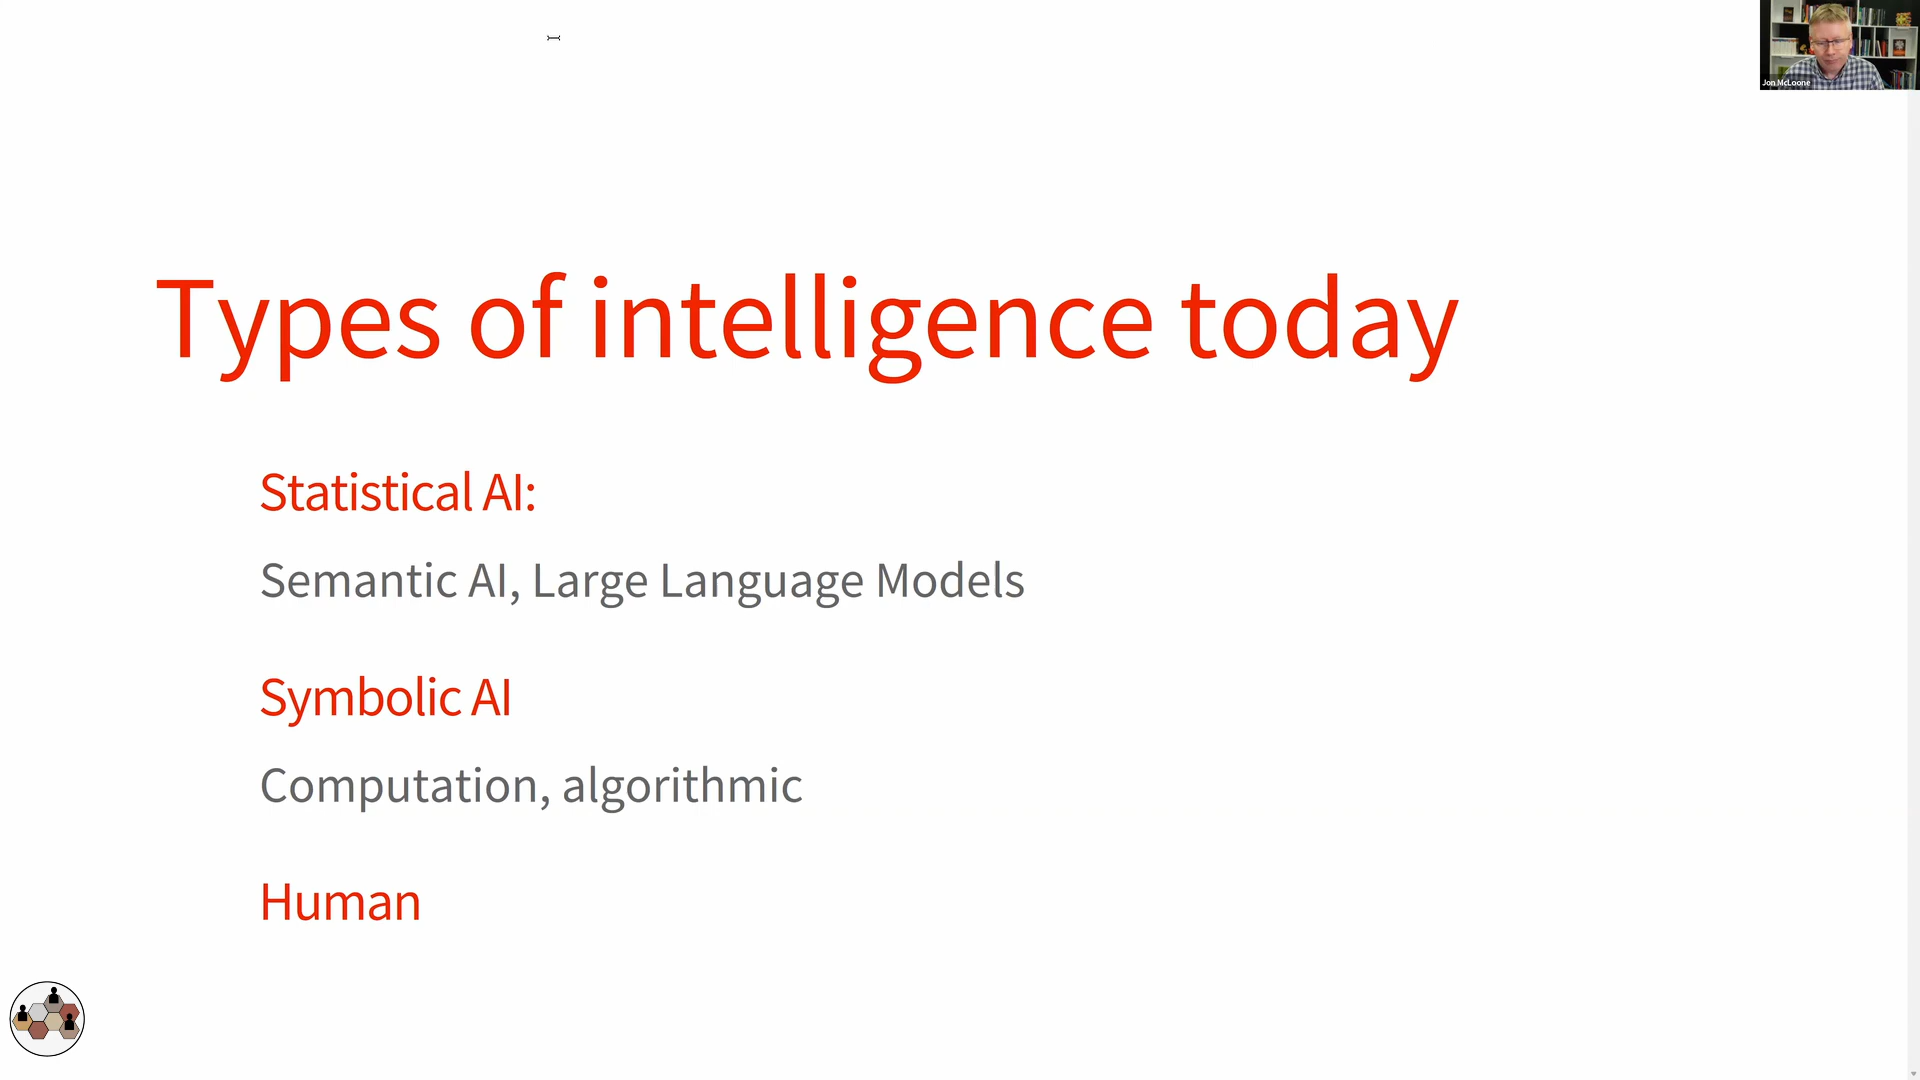 Jon McLoone
Types of intelligence today
Statistical AI:
Semantic AI, Large Language Models
Symbolic AI
Computation, algorithmic
Human